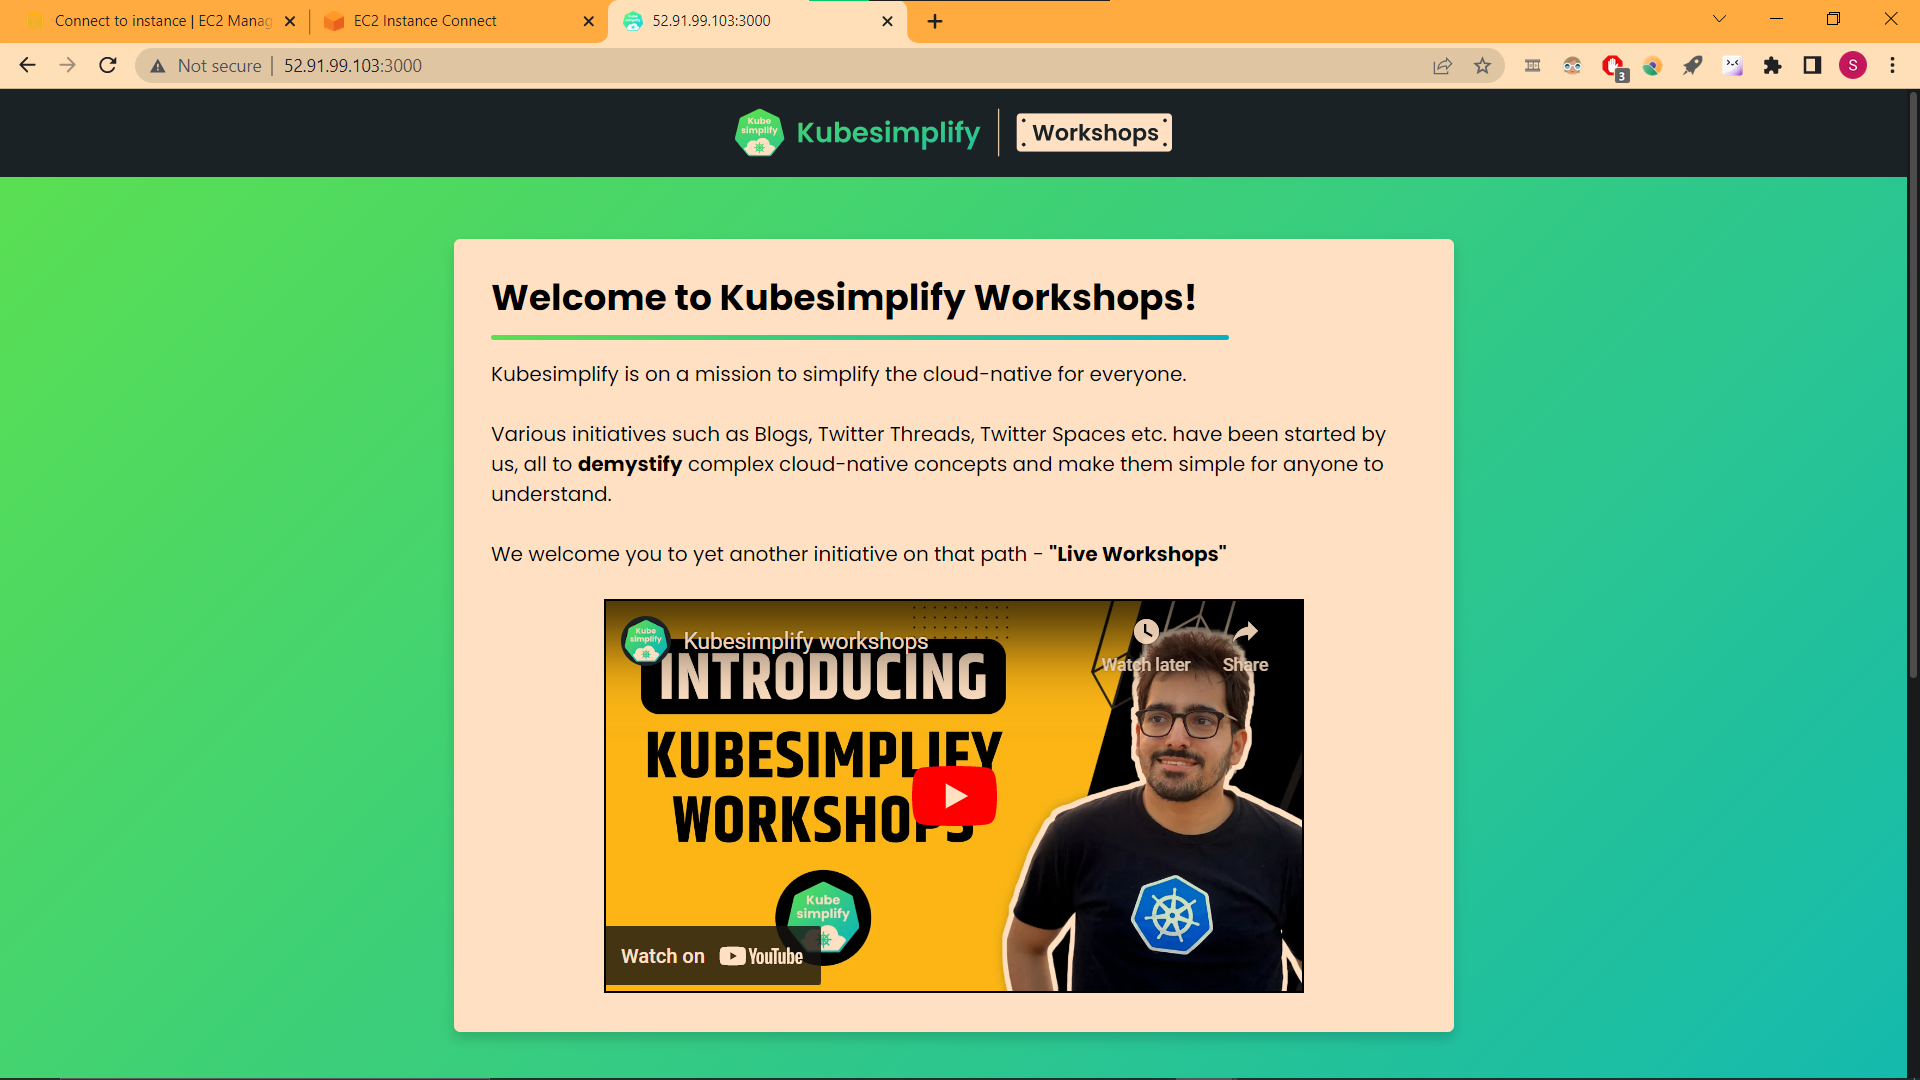 Connect to instance | EC2 Manag
EC2 Instance Connect
52.91.99.103:3000
Not secure
52.91.99.103:3000
3
S
Kube
simplify
Kubesimplify
Workshops
Welcome to Kubesimplify Workshops!
Kubesimplify is on a mission to simplify the cloud-native for everyone.
Various initiatives such as Blogs, Twitter Threads, Twitter Spaces etc. have been started by
us, all to demystify complex cloud-native concepts and make them simple for anyone to
understand.
We welcome you to yet another initiative on that path - "Live Workshops"
Kube
simplify
Kubesimplify workshops
Watch later
Share
INTRODUCING
KUBESIMPLIFY
WORKSHOPS
Kube
simplify
Watch on YouTube